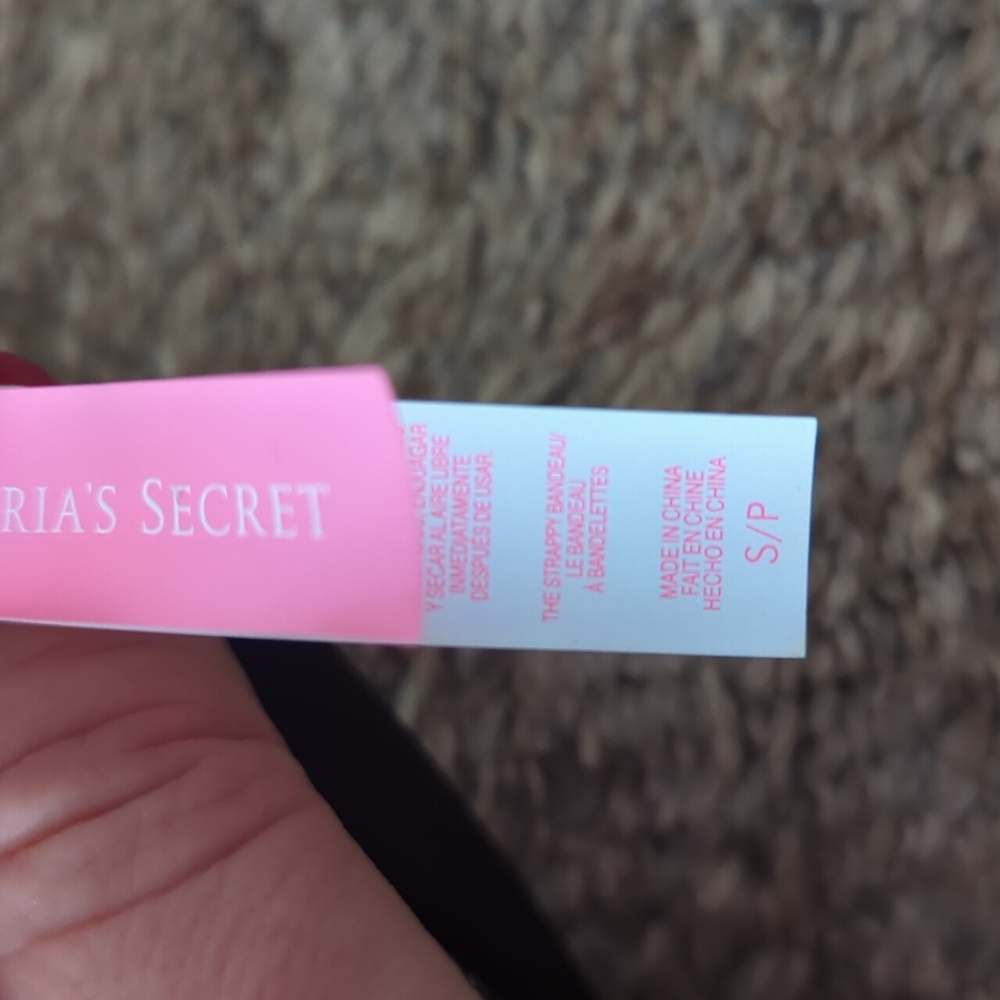 RIA'S SECRET
Y SECAR AL AIRE LIBRE
INMEDIATAMENTE
DESPUÉS DE USAR.
THE STRAPPY BANDEAU/
LE BANDEAU
À BANDELETTES
MADE IN CHINA
FAIT EN CHINE
HECHO EN CHINA
S/P